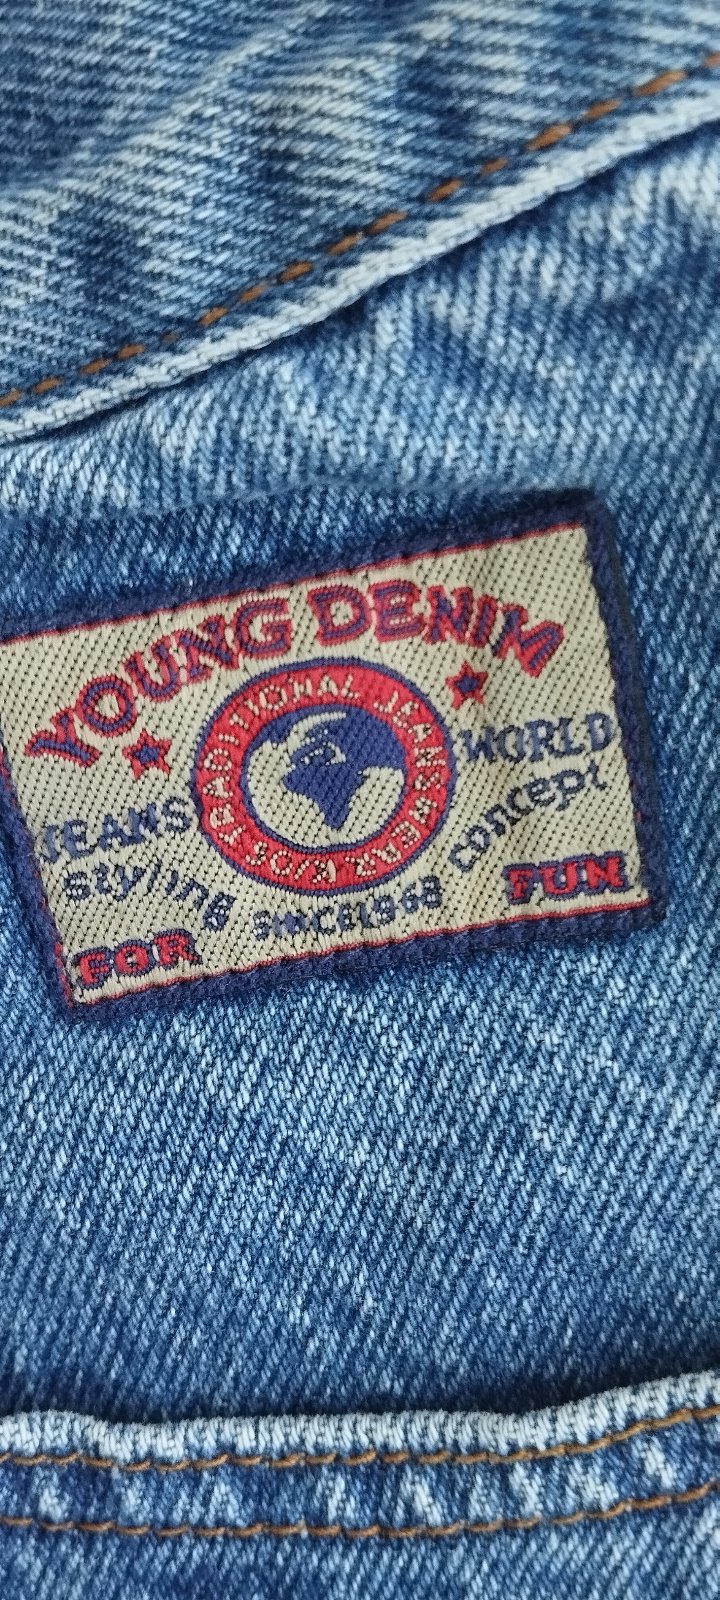 YOUNG DENIM
TRADITIONAL JEANSWEAR
JEANS WORLD
styling concept
SINCE 1968
FOR FUN